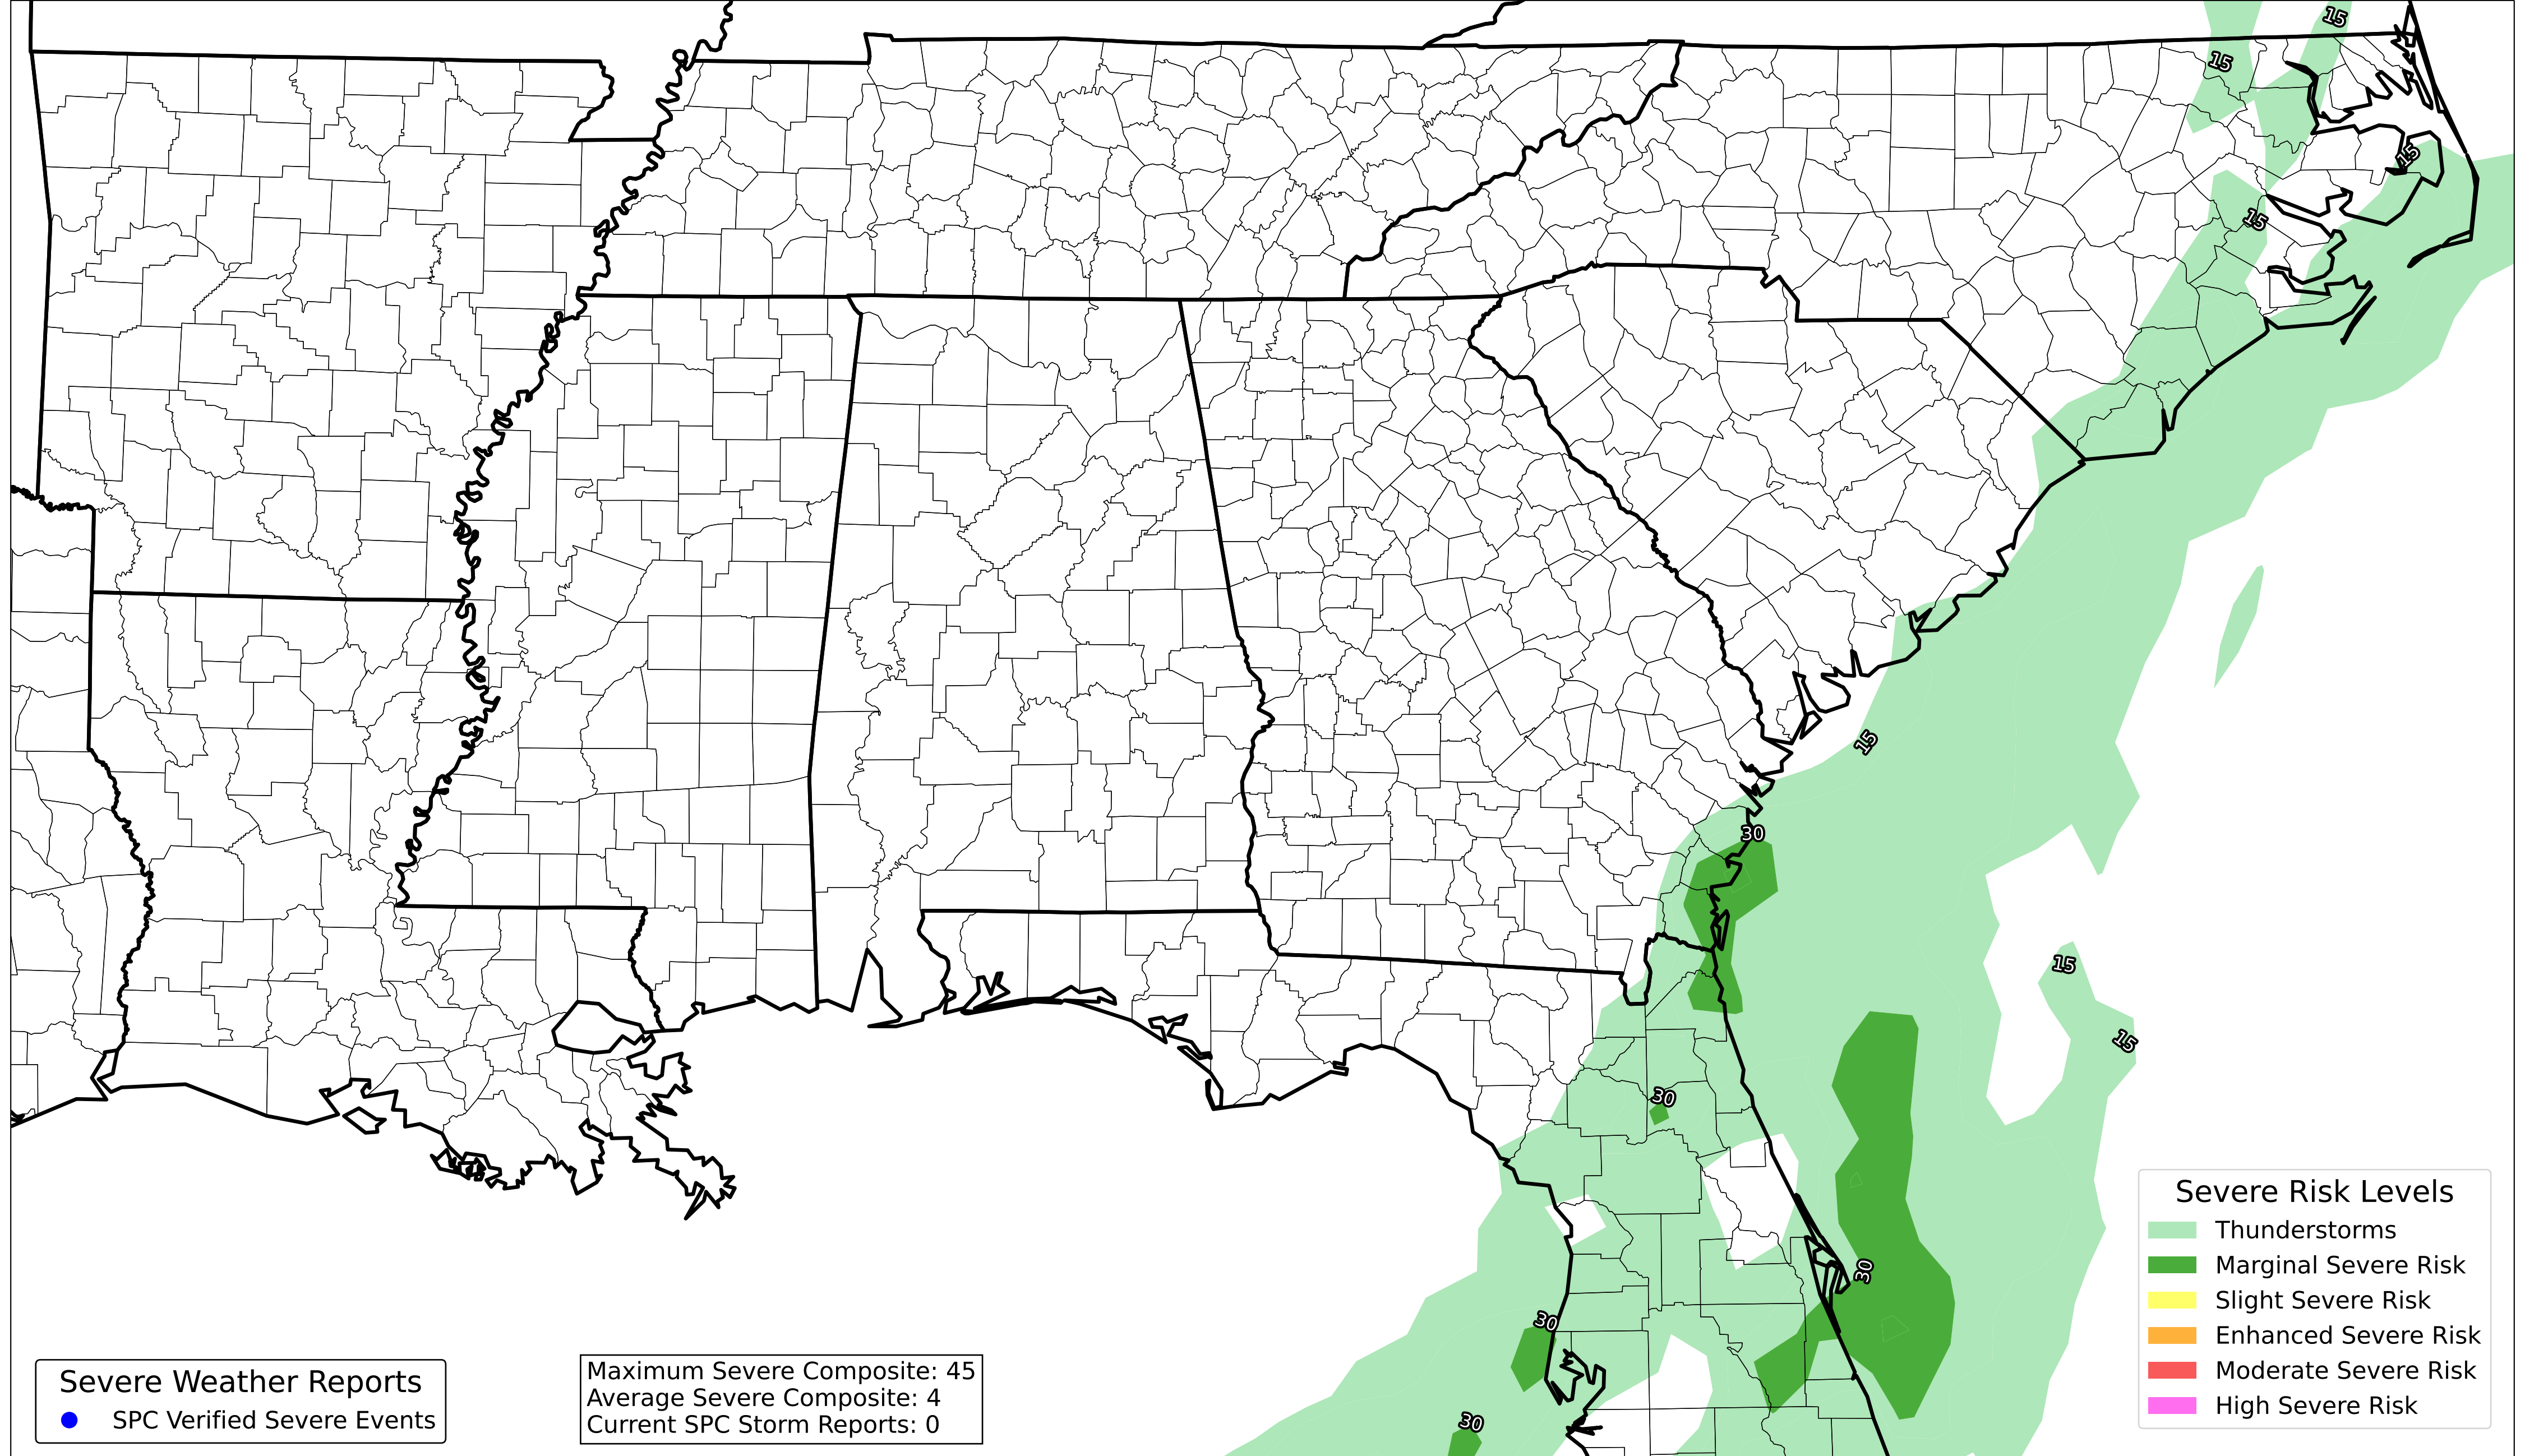 15
15
15
15
15
30
15
15
30
30
30
30
Severe Risk Levels
Thunderstorms
Marginal Severe Risk
Slight Severe Risk
Enhanced Severe Risk
Moderate Severe Risk
High Severe Risk
Severe Weather Reports
SPC Verified Severe Events
Maximum Severe Composite: 45
Average Severe Composite: 4
Current SPC Storm Reports: 0